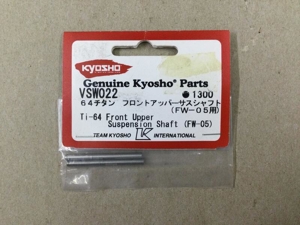 KYOSHO
Genuine Kyosho® Parts
VSW022 ●1300
64チタン フロントアッパーサスシャフト
(FW-05用)
Ti-64 Front Upper
Suspension Shaft (FW-05)
TEAM KYOSHO K INTERNATIONAL